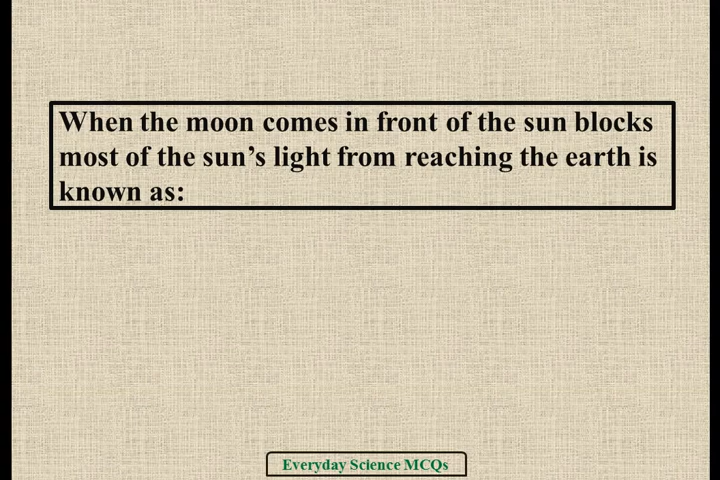 When the moon comes in front of the sun blocks
most of the sun’s light from reaching the earth is
known as:
Everyday Science MCQs